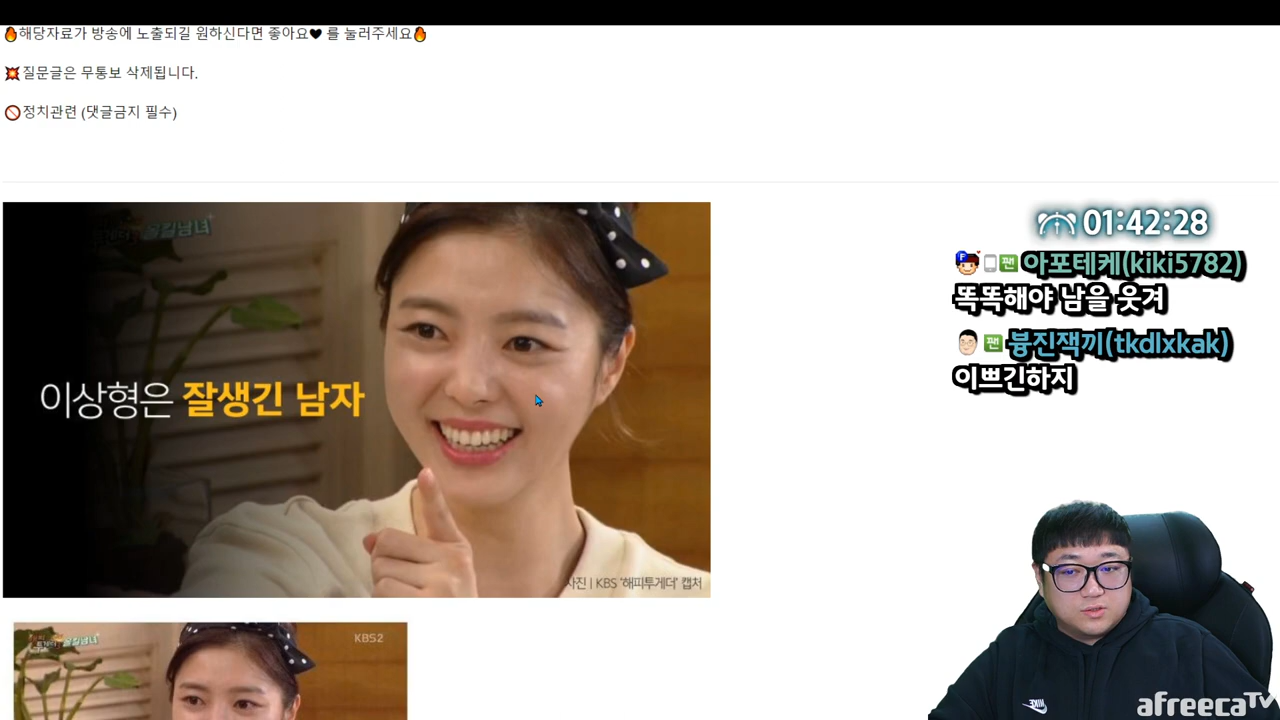 🔥해당자료가 방송에 노출되길 원하신다면 좋아요🖤 를 눌러주세요🔥
💥질문글은 무통보 삭제됩니다.
🚫정치관련 (댓글금지 필수)
이상형은 잘생긴 남자
사진 | KBS '해피투게더' 캡처
KBS2
01:42:28
F 팬 아포테케(kiki5782)
똑똑해야 남을 웃겨
팬 븅진잭끼(tkdlxkak)
이쁘긴하지
afreecaTV